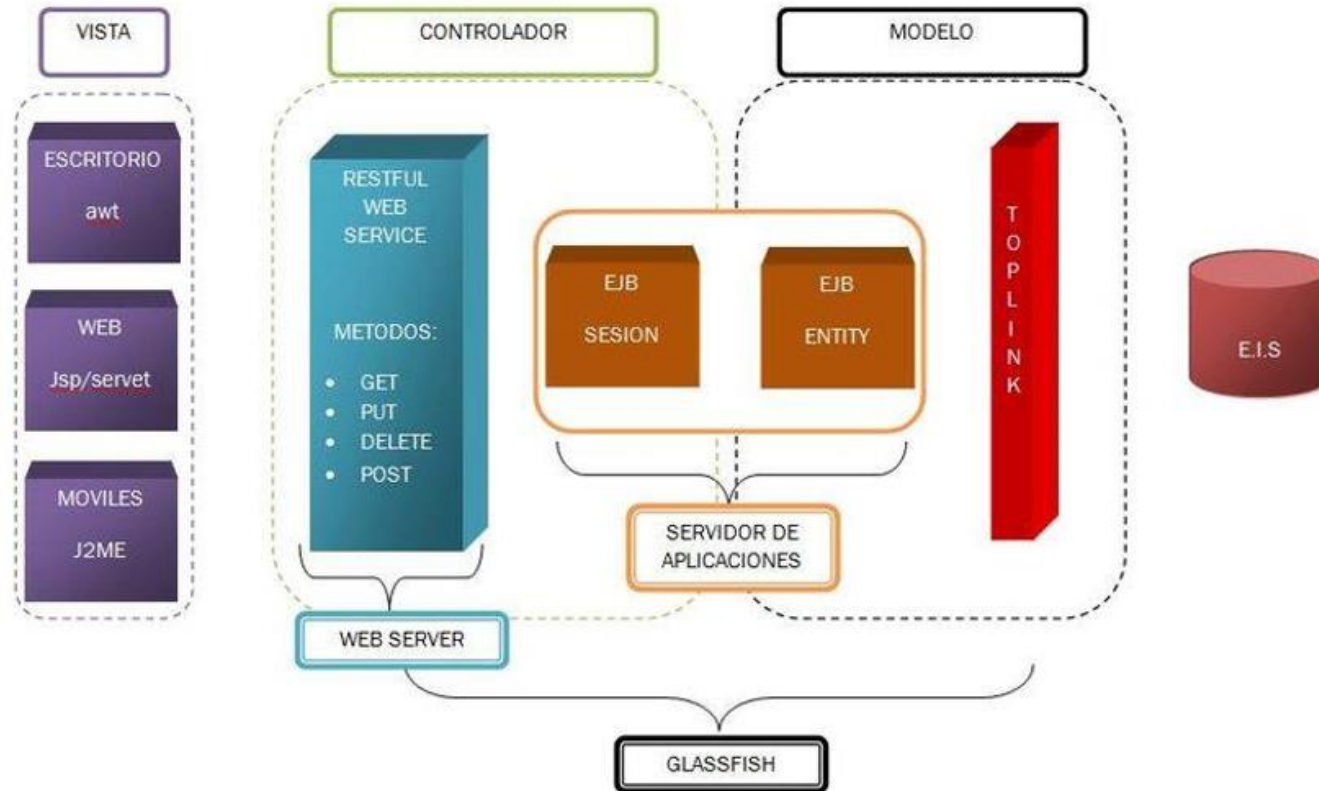 VISTA
CONTROLADOR
MODELO
ESCRITORIO
awt
WEB
Jsp/servet
MOVILES
J2ME
RESTFUL
WEB
SERVICE
METODOS:
• GET
• PUT
• DELETE
• POST
EJB
SESION
EJB
ENTITY
TOPLINK
E.I.S
SERVIDOR DE
APLICACIONES
WEB SERVER
GLASSFISH